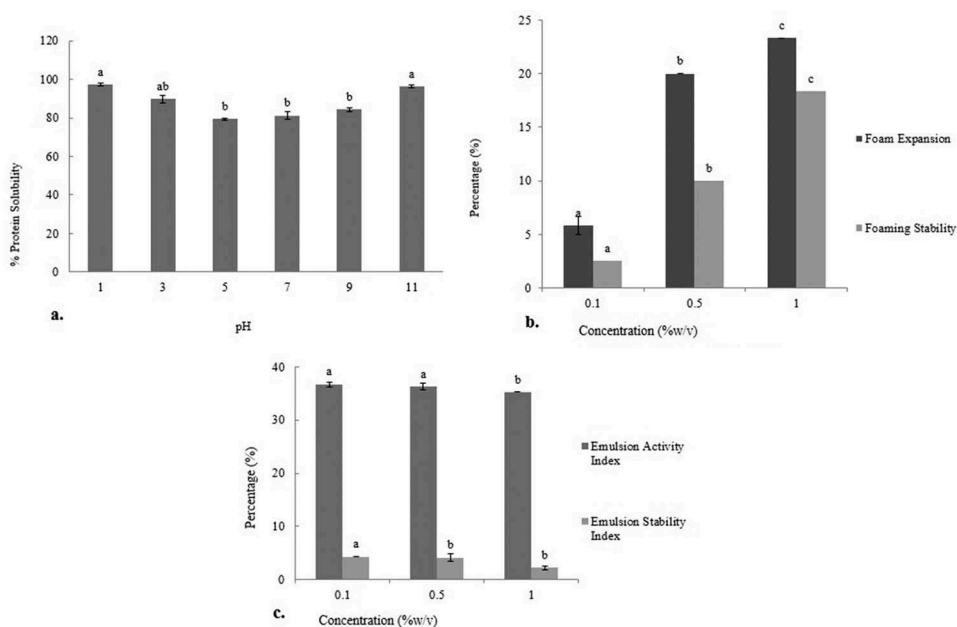 120
100
80
60
40
20
0
% Protein Solubility
a
ab
b
b
b
a
1 3 5 7 9 11
a.
pH
25
20
15
10
5
0
Percentage (%)
a
a
b
b
c
c
0.1 0.5 1
b.
Concentration (%w/v)
Foam Expansion
Foaming Stability
40
30
20
10
0
Percentage (%)
a
a
a
b
b
b
0.1 0.5 1
c.
Concentration (%w/v)
Emulsion Activity
Index
Emulsion Stability
Index